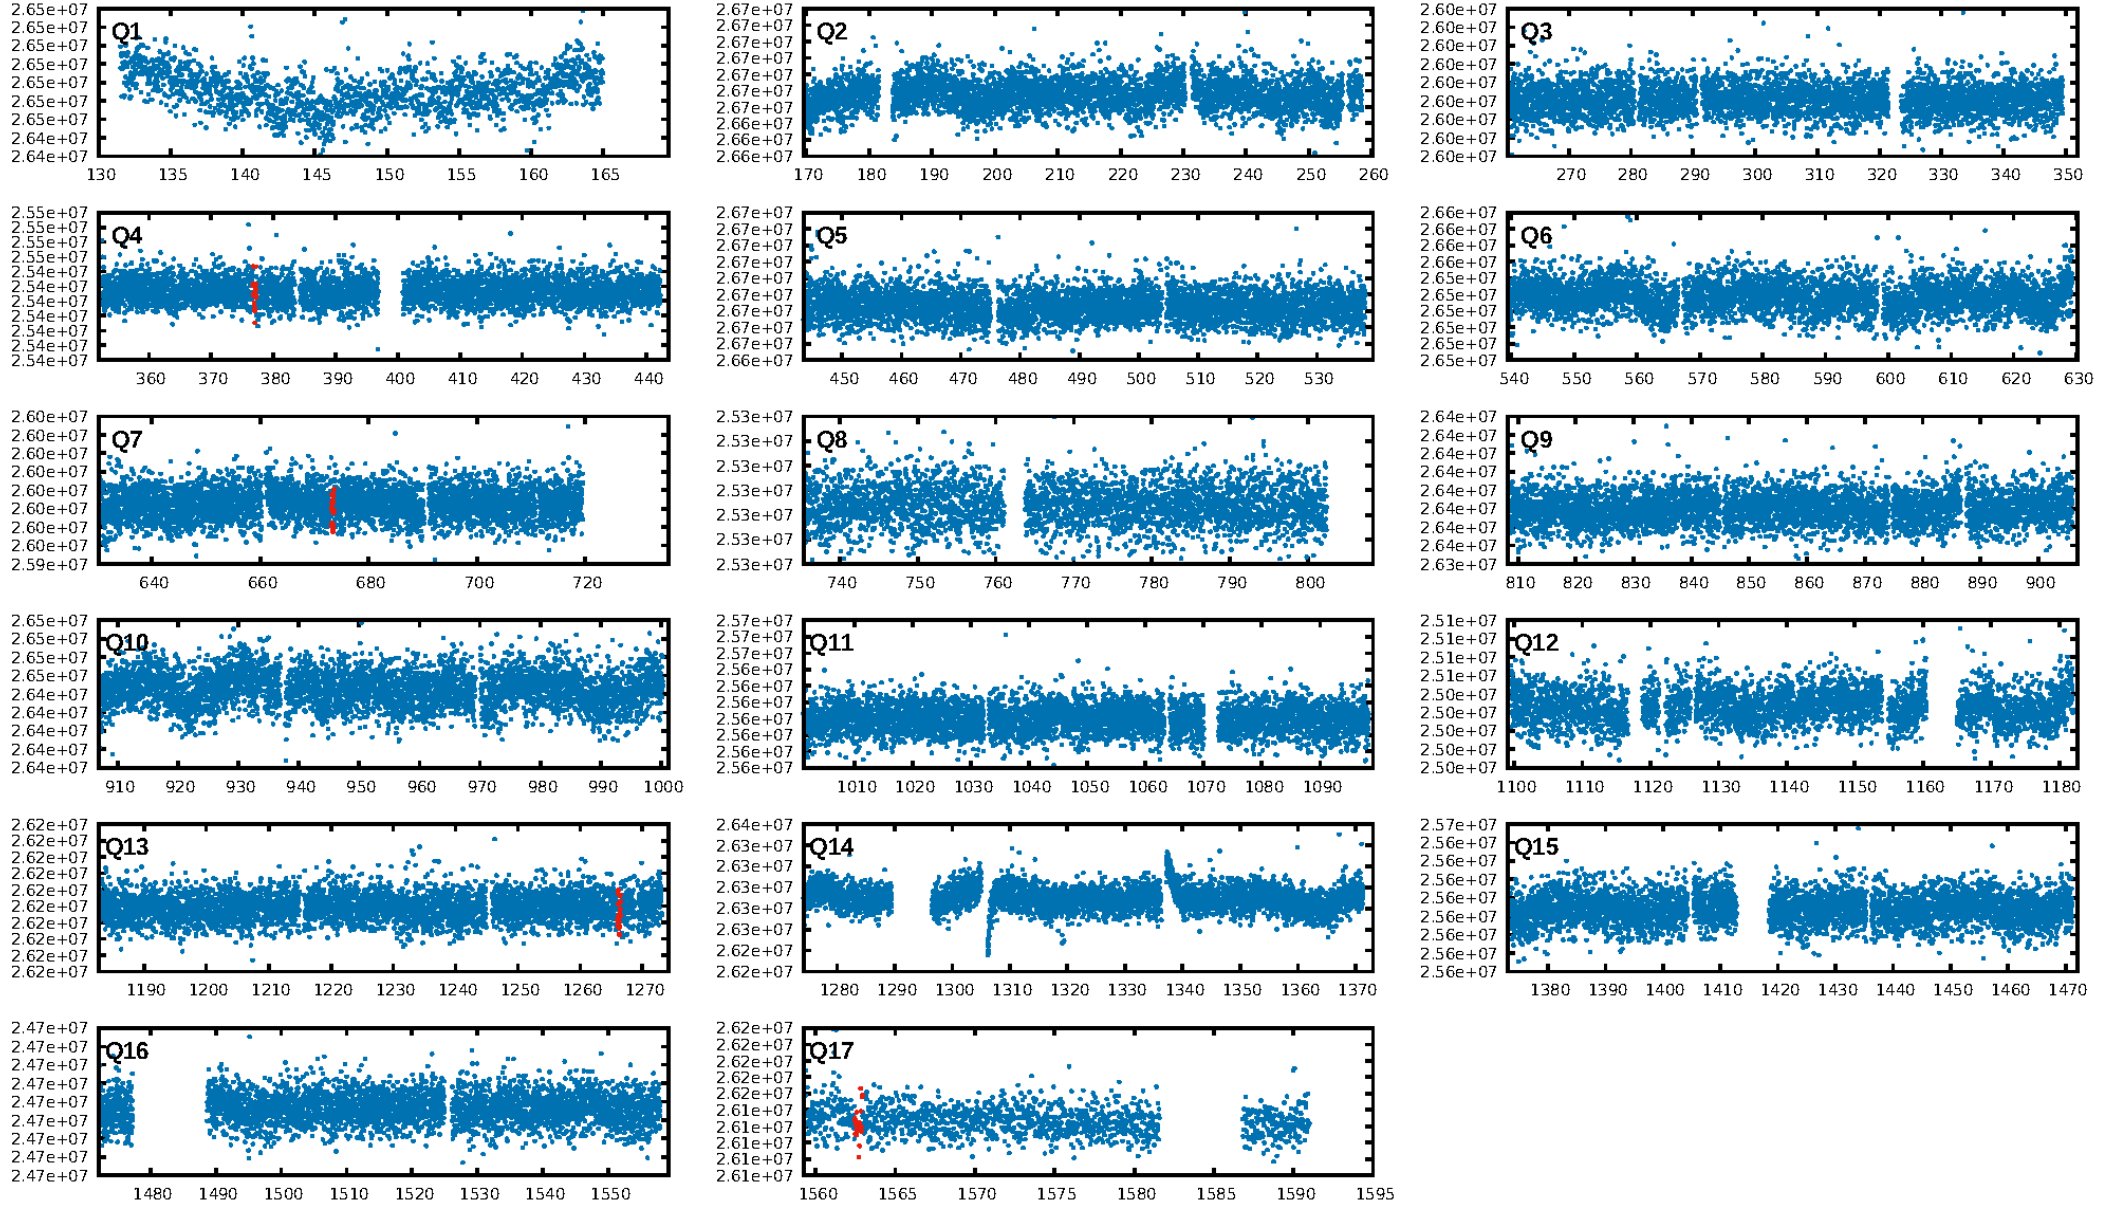 2.65e+07
2.65e+07
2.65e+07
2.65e+07
2.65e+07
2.65e+07
2.65e+07
2.64e+07
2.64e+07
Q1
130 135 140 145 150 155 160 165
2.67e+07
2.67e+07
2.67e+07
2.67e+07
2.67e+07
2.67e+07
2.67e+07
2.66e+07
2.66e+07
2.66e+07
Q2
170 180 190 200 210 220 230 240 250 260
2.60e+07
2.60e+07
2.60e+07
2.60e+07
2.60e+07
2.60e+07
2.60e+07
2.60e+07
2.60e+07
Q3
270 280 290 300 310 320 330 340 350
2.55e+07
2.55e+07
2.55e+07
2.55e+07
2.54e+07
2.54e+07
2.54e+07
2.54e+07
2.54e+07
2.54e+07
2.54e+07
Q4
360 370 380 390 400 410 420 430 440
2.67e+07
2.67e+07
2.67e+07
2.67e+07
2.67e+07
2.67e+07
2.67e+07
2.67e+07
2.67e+07
2.66e+07
Q5
450 460 470 480 490 500 510 520 530
2.66e+07
2.66e+07
2.66e+07
2.66e+07
2.65e+07
2.65e+07
2.65e+07
2.65e+07
2.65e+07
2.65e+07
Q6
540 550 560 570 580 590 600 610 620 630
2.60e+07
2.60e+07
2.60e+07
2.60e+07
2.60e+07
2.60e+07
2.60e+07
2.60e+07
2.59e+07
Q7
640 660 680 700 720
2.53e+07
2.53e+07
2.53e+07
2.53e+07
2.53e+07
2.53e+07
2.53e+07
Q8
740 750 760 770 780 790 800
2.64e+07
2.64e+07
2.64e+07
2.64e+07
2.64e+07
2.64e+07
2.64e+07
2.64e+07
2.63e+07
Q9
810 820 830 840 850 860 870 880 890 900
2.65e+07
2.65e+07
2.65e+07
2.65e+07
2.64e+07
2.64e+07
2.64e+07
2.64e+07
2.64e+07
Q10
910 920 930 940 950 960 970 980 990 1000
2.57e+07
2.57e+07
2.57e+07
2.56e+07
2.56e+07
2.56e+07
2.56e+07
2.56e+07
2.56e+07
2.56e+07
Q11
1010 1020 1030 1040 1050 1060 1070 1080 1090
2.51e+07
2.51e+07
2.51e+07
2.51e+07
2.50e+07
2.50e+07
2.50e+07
2.50e+07
2.50e+07
Q12
1100 1110 1120 1130 1140 1150 1160 1170 1180
2.62e+07
2.62e+07
2.62e+07
2.62e+07
2.62e+07
2.62e+07
2.62e+07
2.62e+07
2.62e+07
2.62e+07
Q13
1190 1200 1210 1220 1230 1240 1250 1260 1270
2.64e+07
2.63e+07
2.63e+07
2.63e+07
2.63e+07
2.63e+07
2.62e+07
2.62e+07
Q14
1280 1290 1300 1310 1320 1330 1340 1350 1360 1370
2.57e+07
2.56e+07
2.56e+07
2.56e+07
2.56e+07
2.56e+07
2.56e+07
2.56e+07
2.56e+07
Q15
1380 1390 1400 1410 1420 1430 1440 1450 1460 1470
2.47e+07
2.47e+07
2.47e+07
2.47e+07
2.47e+07
2.47e+07
2.47e+07
2.47e+07
2.47e+07
Q16
1480 1490 1500 1510 1520 1530 1540 1550
2.62e+07
2.62e+07
2.62e+07
2.62e+07
2.62e+07
2.61e+07
2.61e+07
2.61e+07
2.61e+07
2.61e+07
Q17
1560 1565 1570 1575 1580 1585 1590 1595